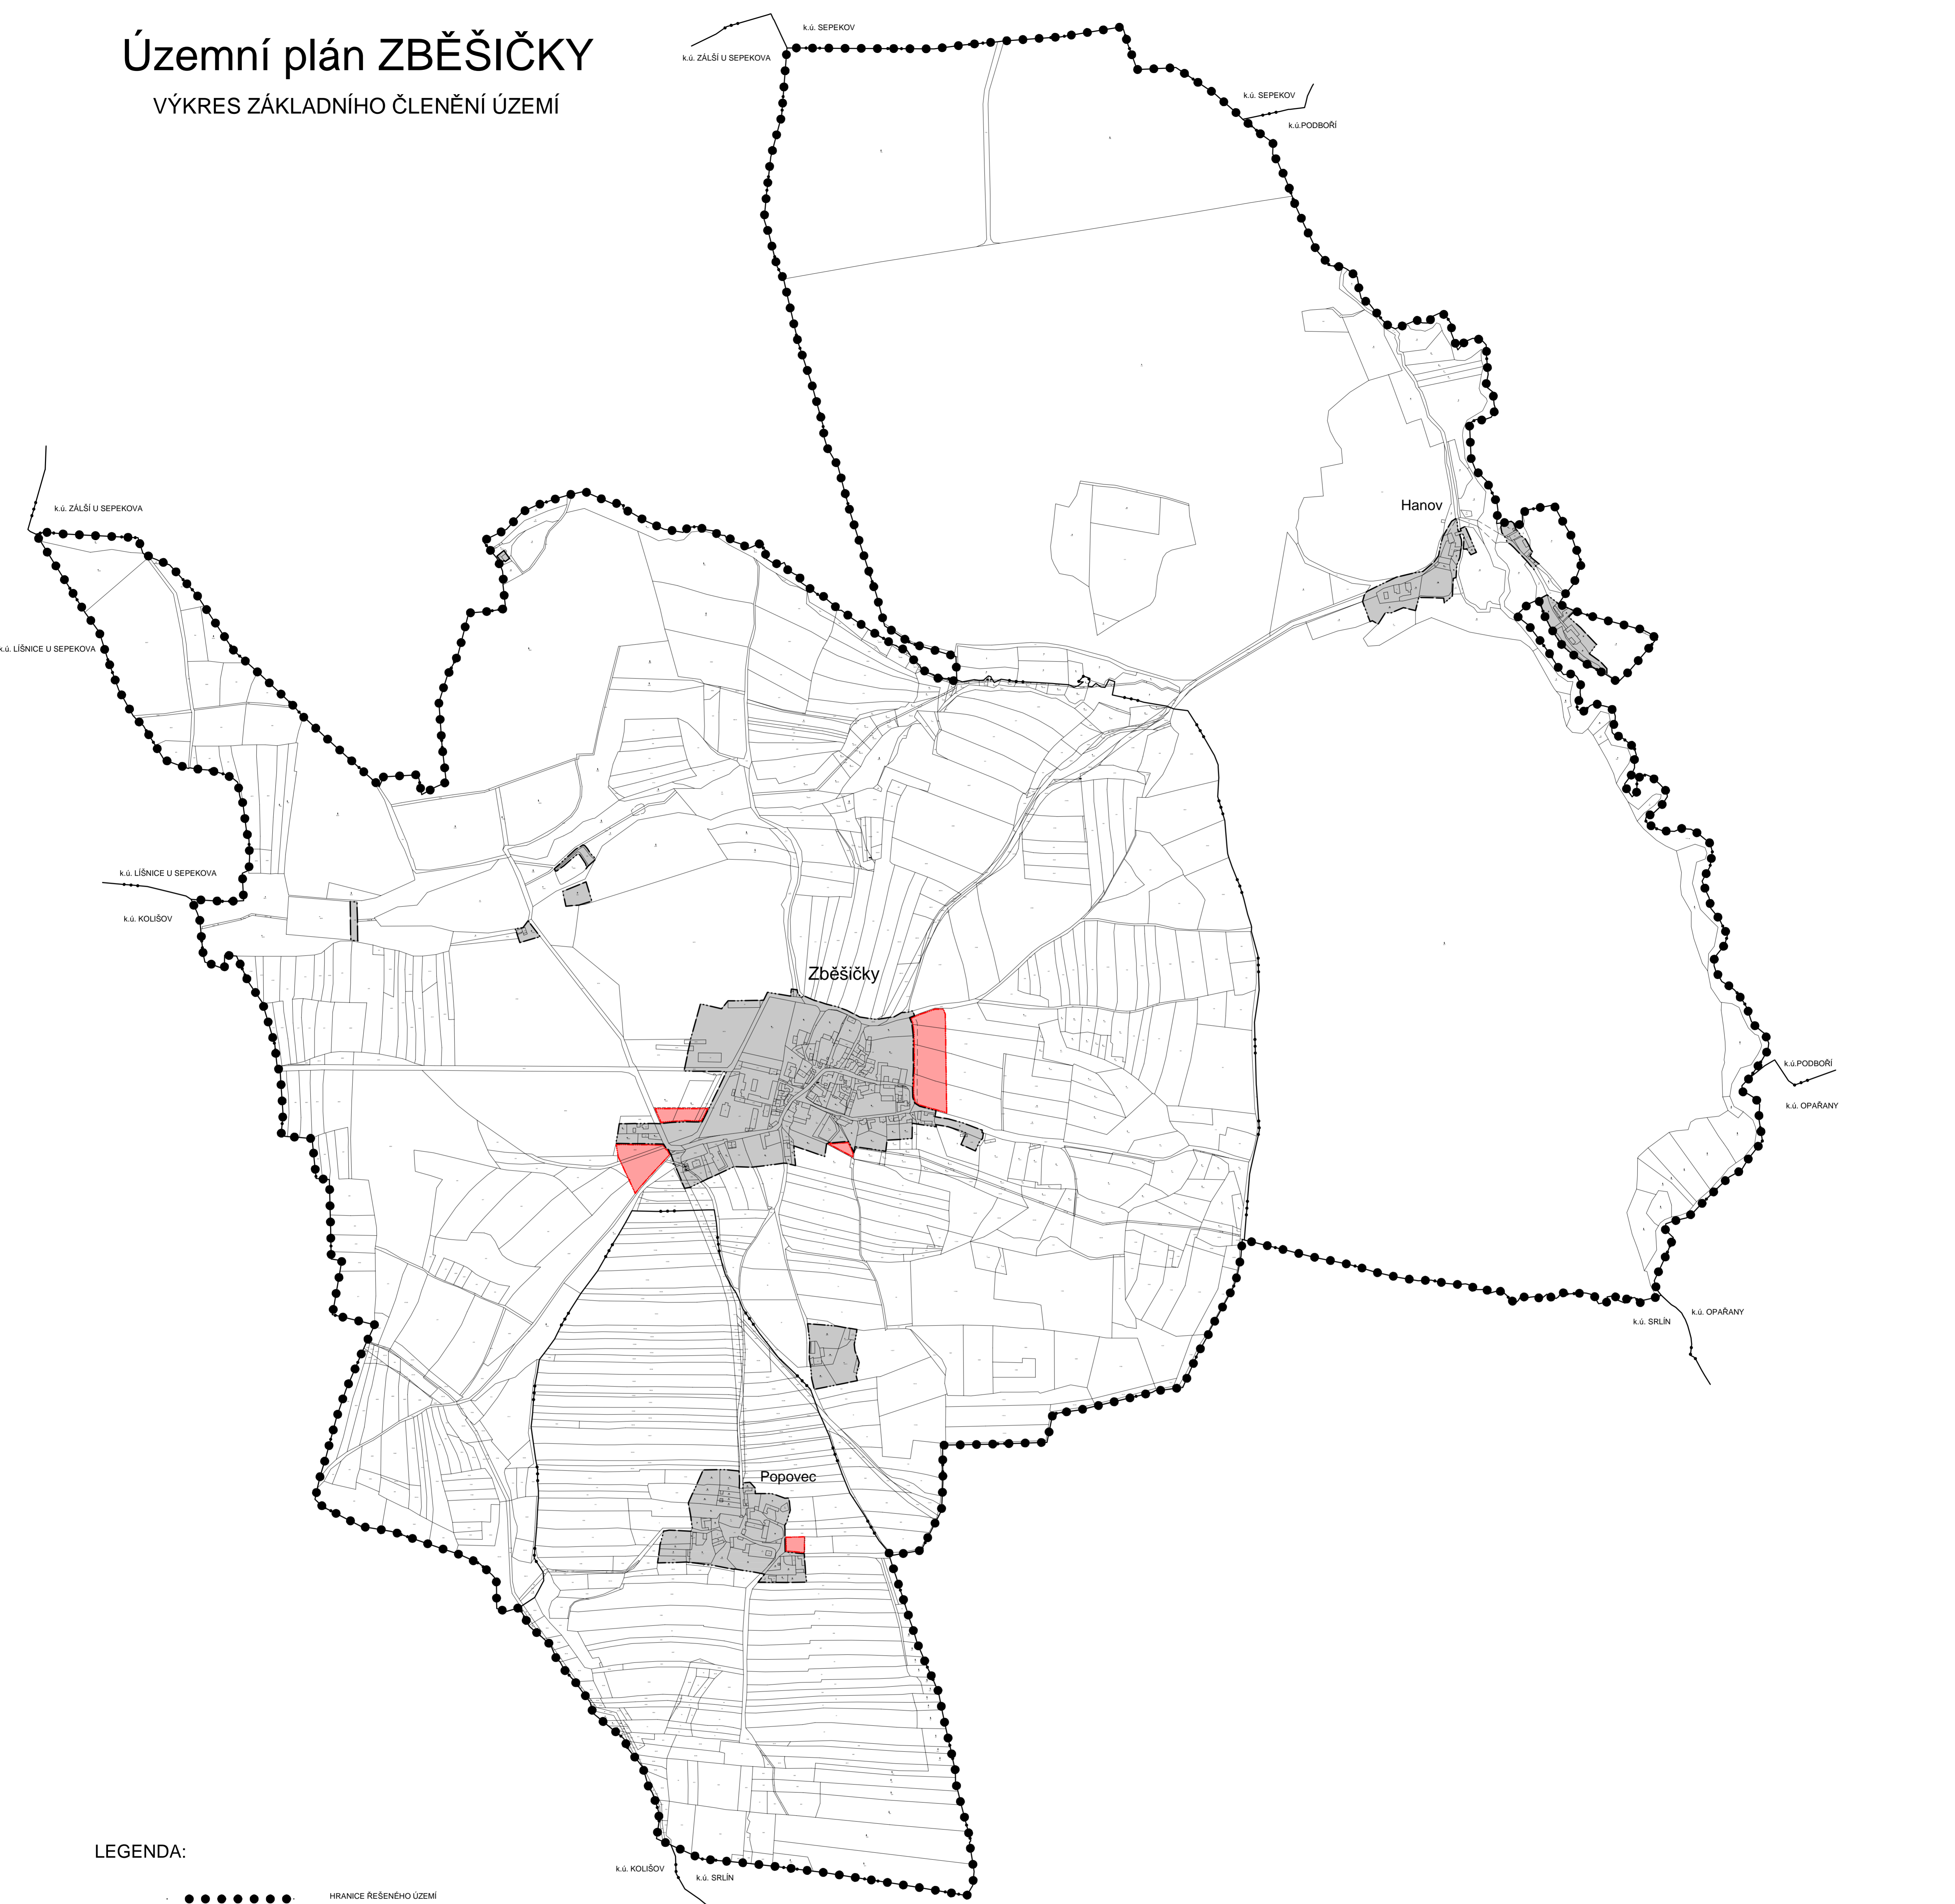 Územní plán ZBĚŠIČKY
VÝKRES ZÁKLADNÍHO ČLENĚNÍ ÚZEMÍ
k.ú. SEPEKOV
k.ú. ZÁLŠÍ U SEPEKOVA
k.ú. SEPEKOV
k.ú.PODBOŘÍ
k.ú. ZÁLŠÍ U SEPEKOVA
Hanov
k.ú. LÍŠNICE U SEPEKOVA
k.ú. LÍŠNICE U SEPEKOVA
k.ú. KOLIŠOV
Zběšičky
k.ú.PODBOŘÍ
k.ú. OPAŘANY
k.ú. OPAŘANY
k.ú. SRLÍN
Popovec
LEGENDA:
k.ú. KOLIŠOV
k.ú. SRLÍN
HRANICE ŘEŠENÉHO ÚZEMÍ